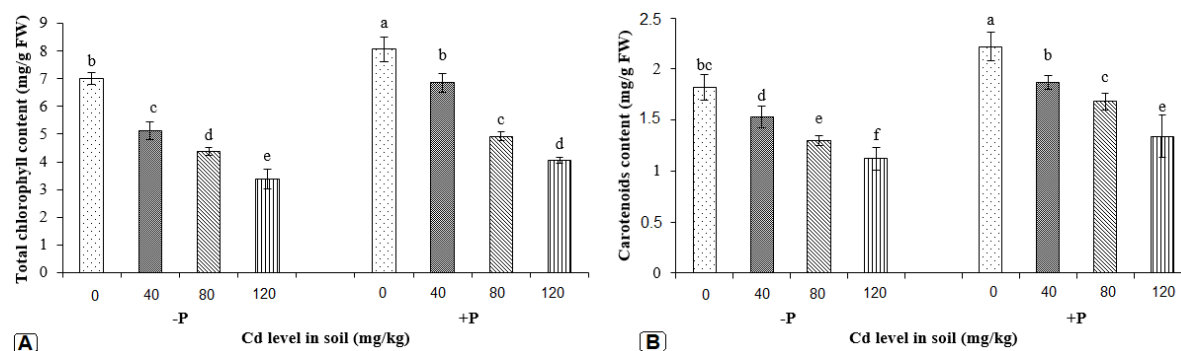 Total chlorophyll content (mg/g FW)
9
8
7
6
5
4
3
2
1
0
b
c
d
e
a
b
c
d
0 40 80 120 0 40 80 120
-P +P
Cd level in soil (mg/kg)
A
Carotenoids content (mg/g FW)
2.5
2
1.5
1
0.5
0
bc
d
e
f
a
b
c
e
0 40 80 120 0 40 80 120
-P +P
Cd level in soil (mg/kg)
B